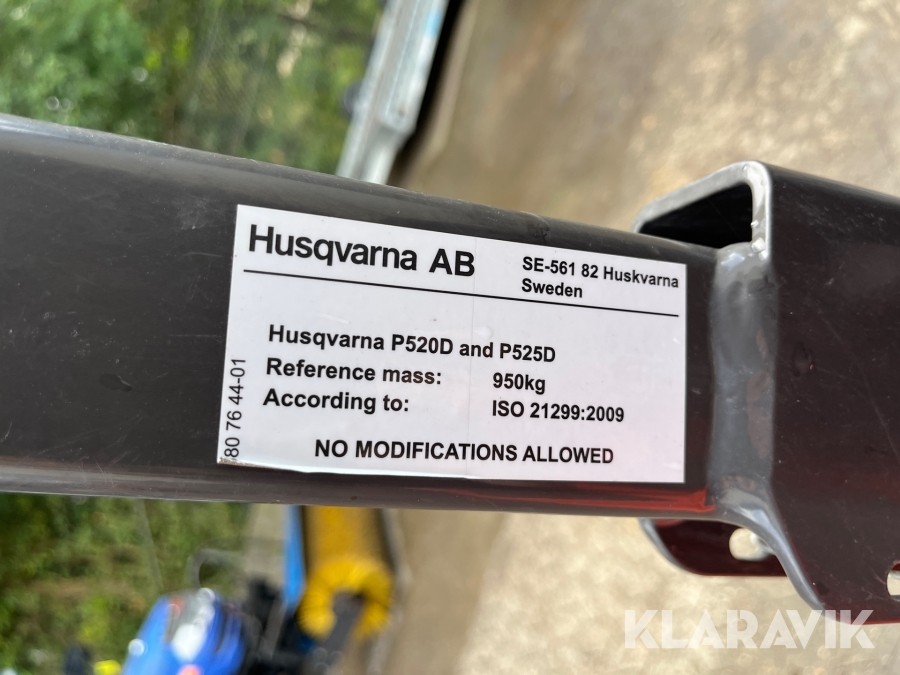 Husqvarna AB
SE-561 82 Huskvarna
Sweden
Husqvarna P520D and P525D
Reference mass: 950kg
According to: ISO 21299:2009
NO MODIFICATIONS ALLOWED
80 76 44-01
KLARAVIK